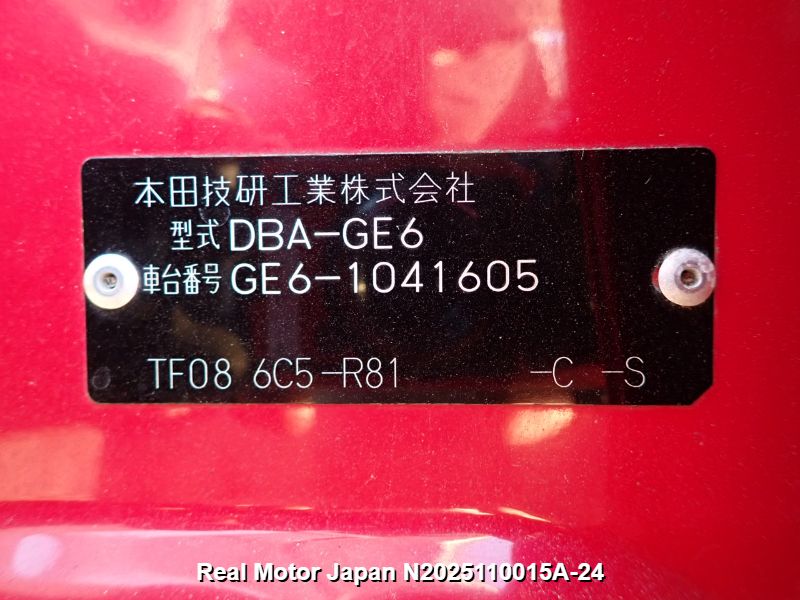 本田技研工業株式会社
型式 DBA-GE6
車台番号 GE6-1041605
TF08 6C5-R81 -C -S
Real Motor Japan N2025110015A-24